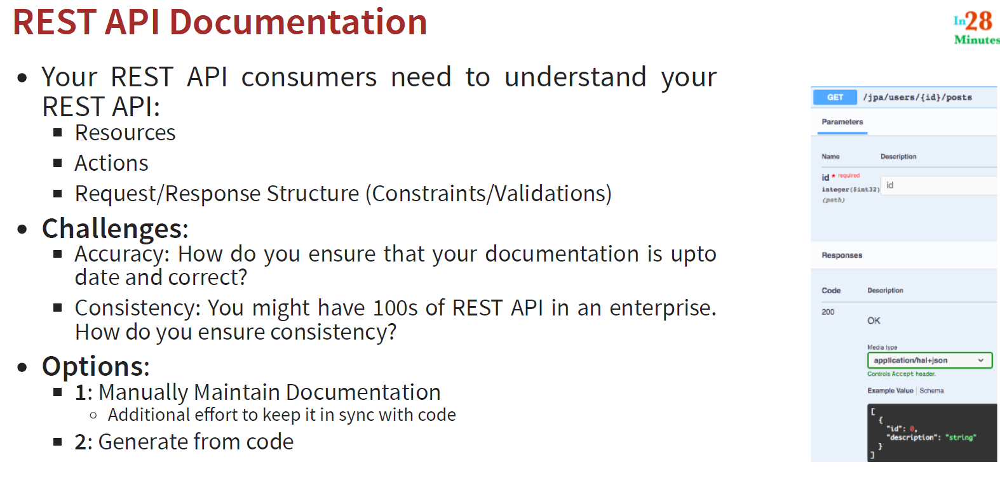 REST API Documentation
In28
Minutes
• Your REST API consumers need to understand your
REST API:
▪ Resources
▪ Actions
▪ Request/Response Structure (Constraints/Validations)
• Challenges:
▪ Accuracy: How do you ensure that your documentation is upto
date and correct?
▪ Consistency: You might have 100s of REST API in an enterprise.
How do you ensure consistency?
• Options:
▪ 1: Manually Maintain Documentation
○ Additional effort to keep it in sync with code
▪ 2: Generate from code
GET /jpa/users/{id}/posts
Parameters
Name Description
id * required
integer($int32)
(path)
id
Responses
Code Description
200
OK
Media type
application/hal+json
Controls Accept header.
Example Value | Schema
[
{
"id": 0,
"description": "string"
}
]